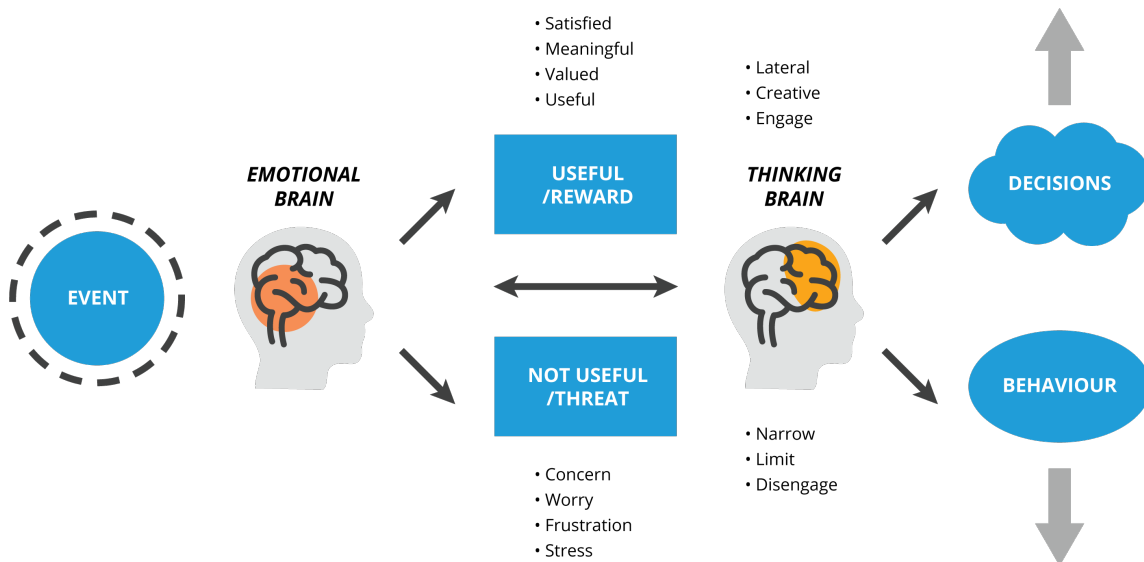 EVENT
EMOTIONAL
BRAIN
• Satisfied
• Meaningful
• Valued
• Useful
USEFUL
/REWARD
NOT USEFUL
/THREAT
• Concern
• Worry
• Frustration
• Stress
• Lateral
• Creative
• Engage
THINKING
BRAIN
• Narrow
• Limit
• Disengage
DECISIONS
BEHAVIOUR